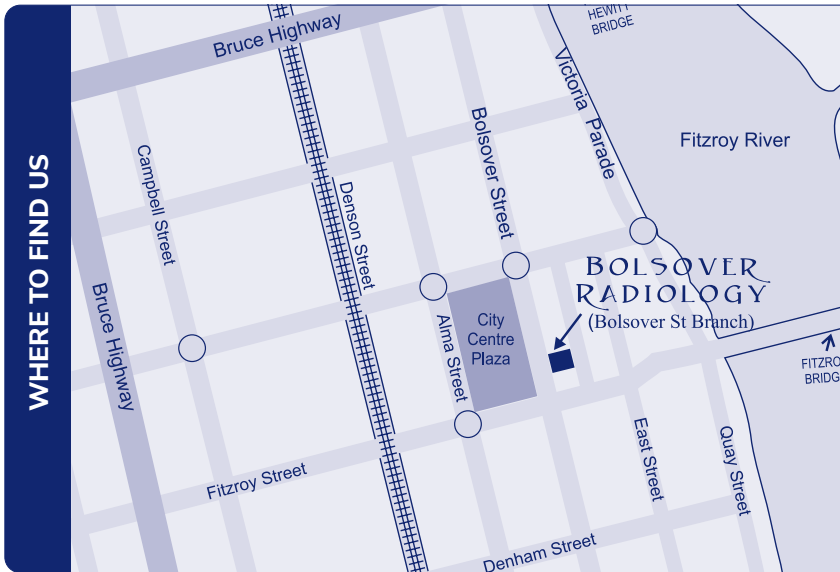 WHERE TO FIND US
HEWITT
BRIDGE
Bruce Highway
Victoria Parade
Fitzroy River
Bolsover Street
Campbell Street
Denson Street
BOLSOVER
RADIOLOGY
(Bolsover St Branch)
Bruce Highway
Alma Street
City
Centre
Plaza
FITZRO
BRIDG
East Street
Quay Street
Fitzroy Street
Denham Street